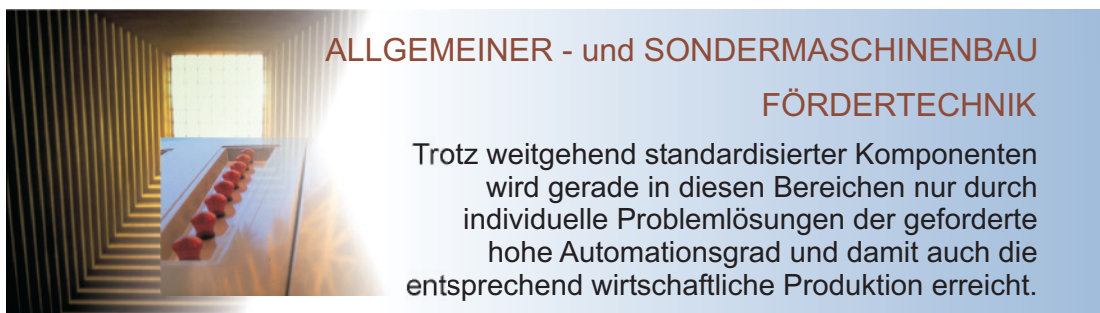 ALLGEMEINER - und SONDERMASCHINENBAU
FÖRDERTECHNIK
Trotz weitgehend standardisierter Komponenten
wird gerade in diesen Bereichen nur durch
individuelle Problemlösungen der geforderte
hohe Automationsgrad und damit auch die
entsprechend wirtschaftliche Produktion erreicht.